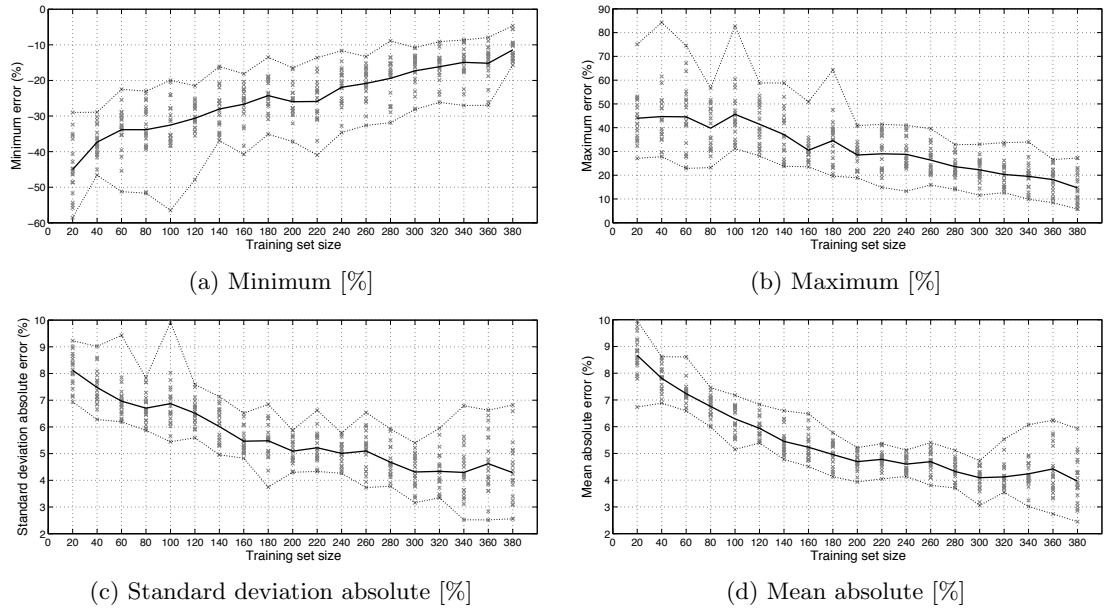 0
−10
−20
−30
−40
−50
−60
Minimum error (%)
0 20 40 60 80 100 120 140 160 180 200 220 240 260 280 300 320 340 360 380
Training set size
(a) Minimum [%]
90
80
70
60
50
40
30
20
10
0
Maximum error (%)
0 20 40 60 80 100 120 140 160 180 200 220 240 260 280 300 320 340 360 380
Training set size
(b) Maximum [%]
10
9
8
7
6
5
4
3
2
Standard deviation absolute error (%)
0 20 40 60 80 100 120 140 160 180 200 220 240 260 280 300 320 340 360 380
Training set size
(c) Standard deviation absolute [%]
10
9
8
7
6
5
4
3
2
Mean absolute error (%)
0 20 40 60 80 100 120 140 160 180 200 220 240 260 280 300 320 340 360 380
Training set size
(d) Mean absolute [%]